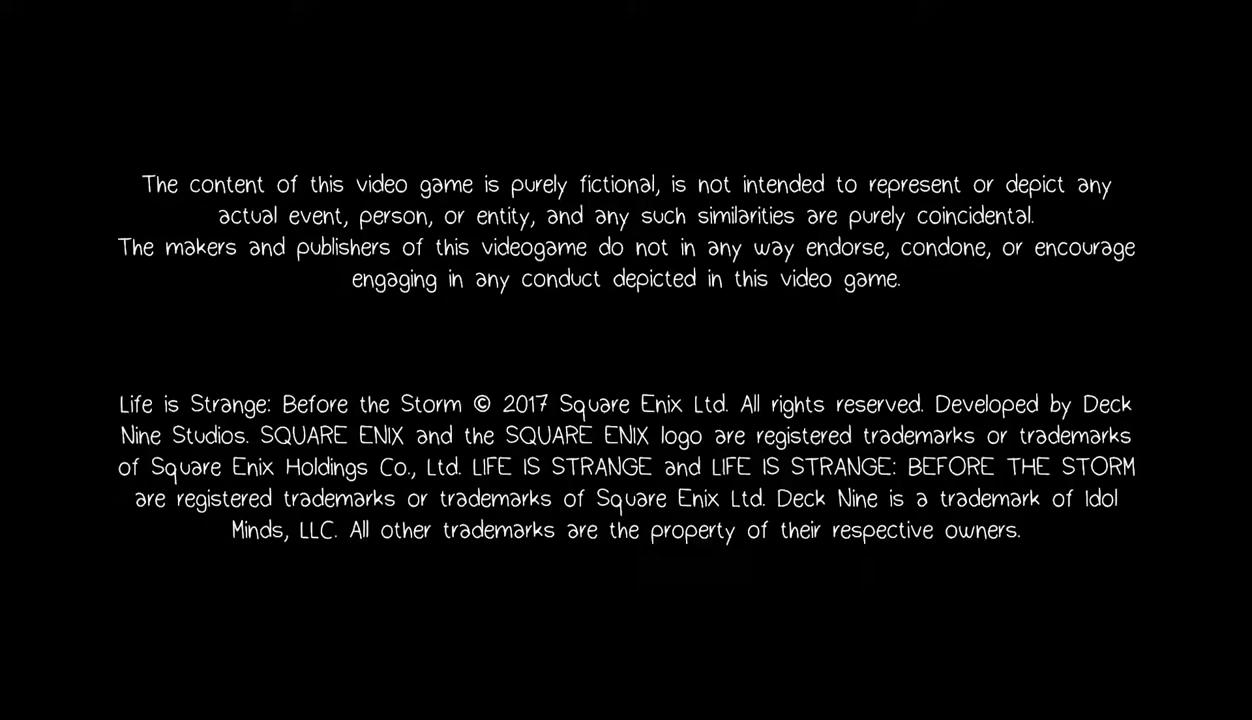 The content of this video game is purely fictional, is not intended to represent or depict any
actual event, person, or entity, and any such similarities are purely coincidental.
The makers and publishers of this videogame do not in any way endorse, condone, or encourage
engaging in any conduct depicted in this video game.
Life is Strange: Before the Storm © 2017 Square Enix Ltd. All rights reserved. Developed by Deck
Nine Studios. SQUARE ENIX and the SQUARE ENIX logo are registered trademarks or trademarks
of Square Enix Holdings Co., Ltd. LIFE IS STRANGE and LIFE IS STRANGE: BEFORE THE STORM
are registered trademarks or trademarks of Square Enix Ltd. Deck Nine is a trademark of Idol
Minds, LLC. All other trademarks are the property of their respective owners.